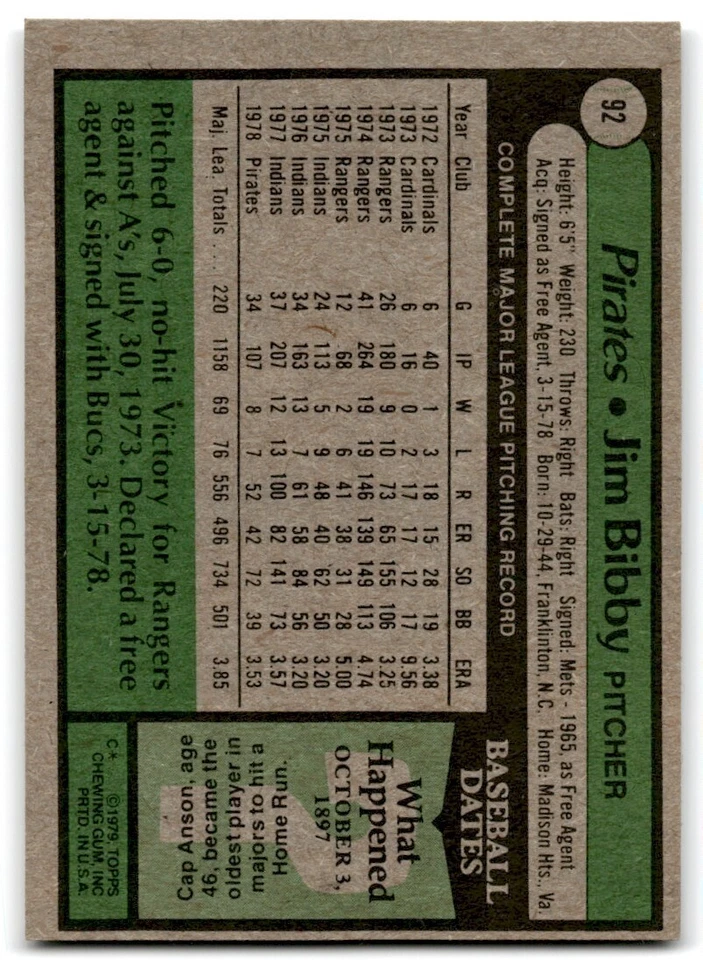 92
Pirates • Jim Bibby PITCHER
Height: 6'5" Weight: 230 Throws: Right Bats: Right Signed: Mets - 1965, as Free Agent
Acq: Signed as Free Agent, 3-15-78 Born: 10-29-44, Franklinton, N.C. Home: Madison Hts., Va.
COMPLETE MAJOR LEAGUE PITCHING RECORD
Year Club G IP W L R ER SO BB ERA
1972 Cardinals 6 40 1 3 18 15 28 19 3.38
1973 Cardinals 6 16 0 2 17 17 12 17 9.56
1973 Rangers 26 180 9 10 73 65 155 106 3.25
1974 Rangers 41 264 19 19 146 139 149 113 4.74
1975 Rangers 12 68 2 6 41 38 31 28 5.00
1975 Indians 24 113 5 9 48 40 62 50 3.20
1976 Indians 34 163 13 7 61 58 84 56 3.20
1977 Indians 37 207 12 13 100 82 141 73 3.57
1978 Pirates 34 107 8 7 52 42 72 39 3.53
Maj. Lea. Totals . . . 220 1158 69 76 556 496 734 501 3.85
Pitched 6-0, no-hit Victory for Rangers
against A's, July 30, 1973. Declared a free
agent & signed with Bucs, 3-15-78.
BASEBALL
DATES
What
Happened
OCTOBER 3,
1897
Cap Anson, age
46, became the
oldest player in
majors to hit a
Home Run.
C* ©1979, TOPPS
CHEWING GUM, INC
PRTD. IN U.S.A.